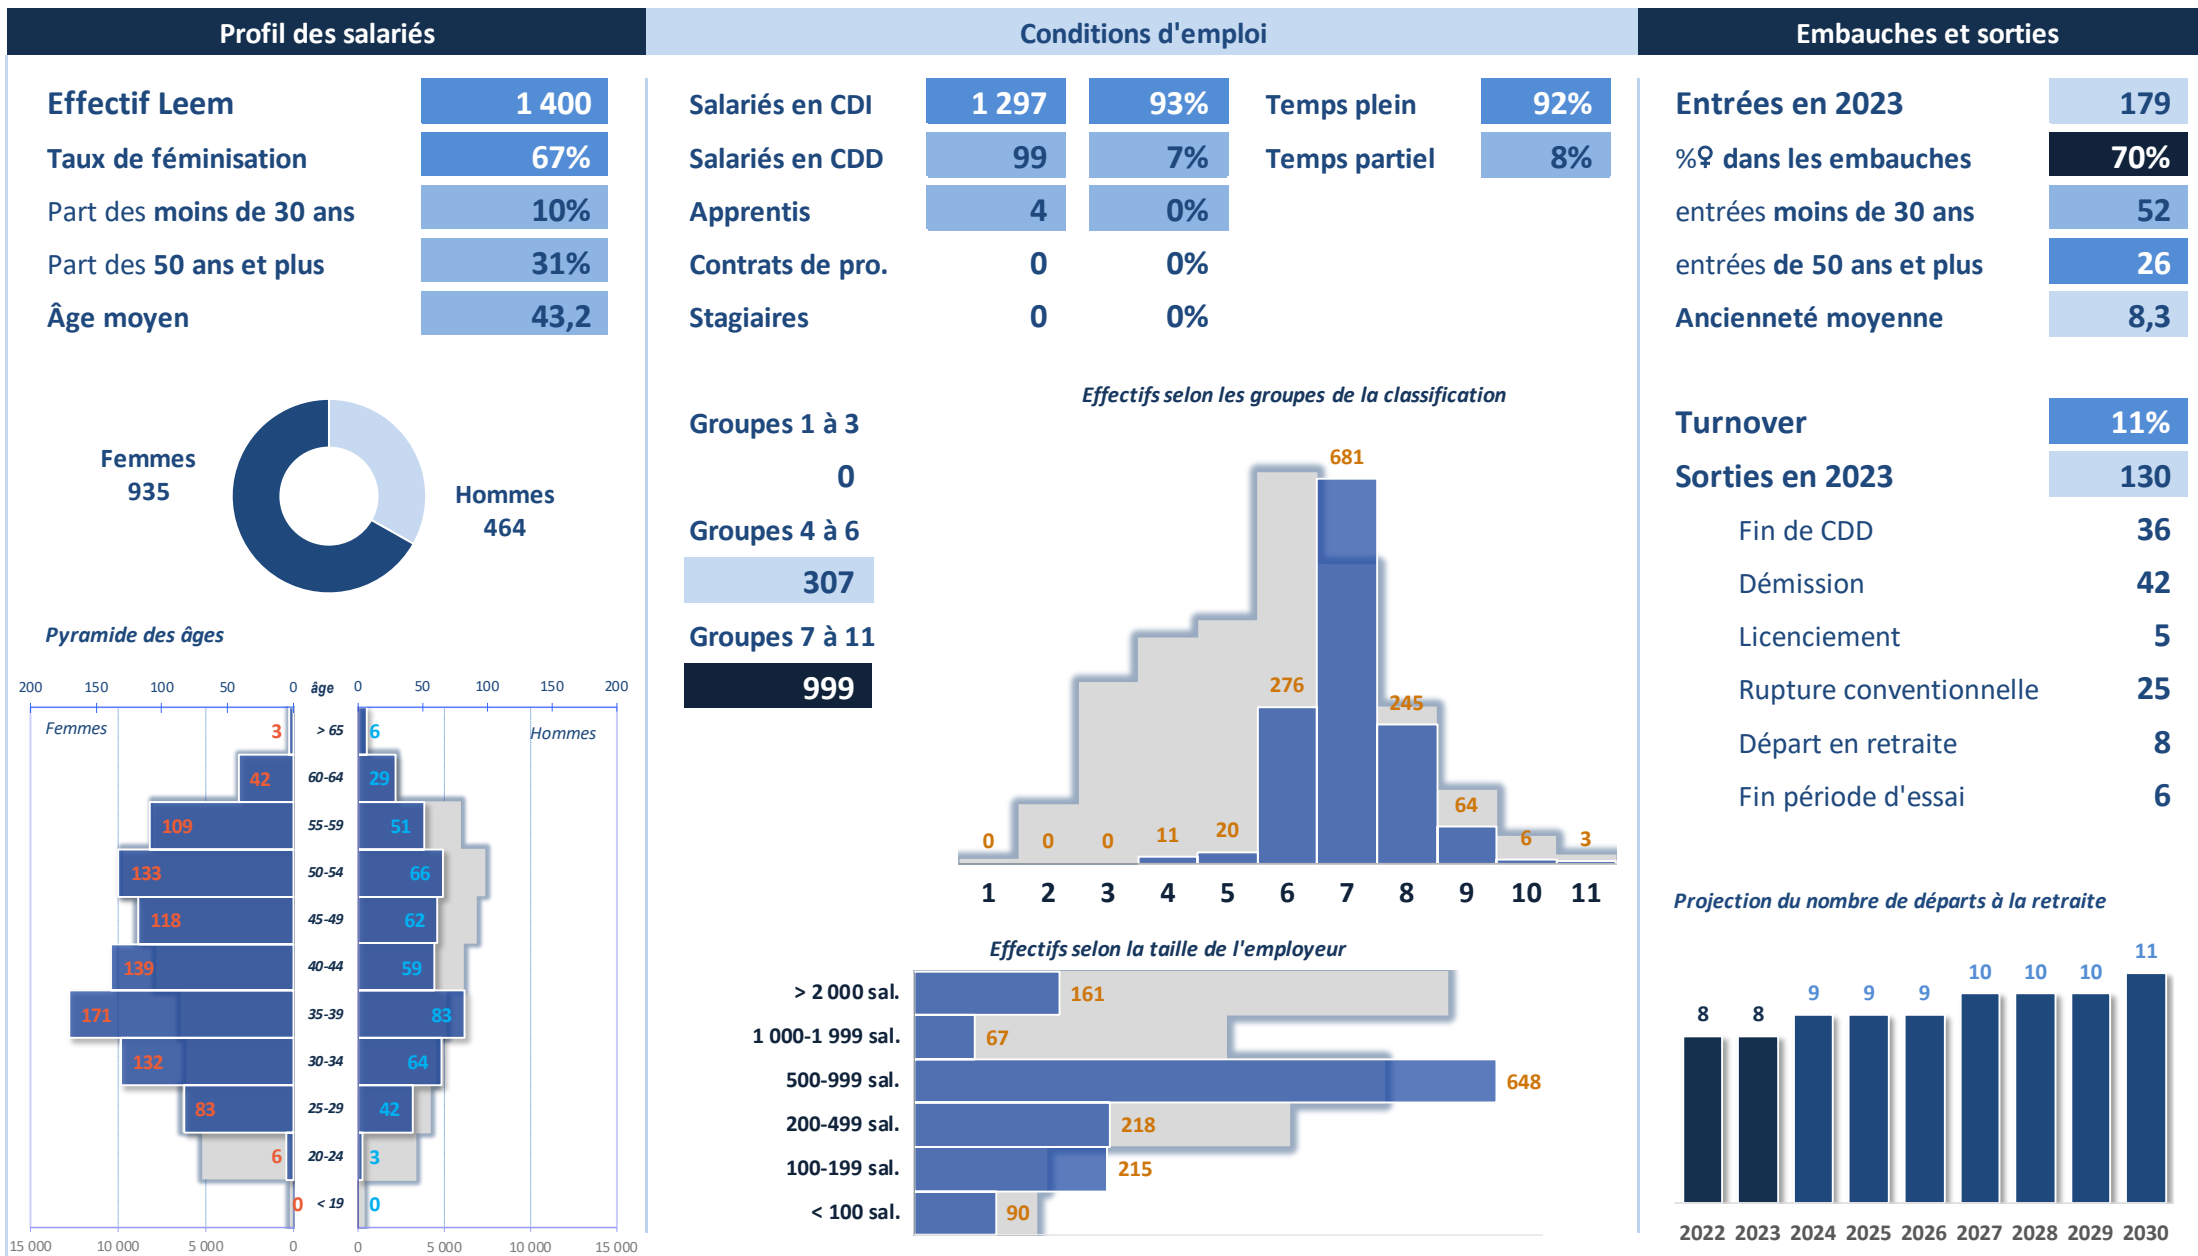 Profil des salariés
Effectif Leem 1 400
Taux de féminisation 67%
Part des moins de 30 ans 10%
Part des 50 ans et plus 31%
Âge moyen 43,2
Femmes
935
Hommes
464
Pyramide des âges
200 150 100 50 0 âge 0 50 100 150 200
Femmes Hommes
3 > 65 6
42 60-64 29
109 55-59 51
133 50-54 66
118 45-49 62
139 40-44 59
171 35-39 83
132 30-34 64
83 25-29 42
6 20-24 3
0 < 19 0
15 000 10 000 5 000 0 0 5 000 10 000 15 000
Conditions d'emploi
Salariés en CDI 1 297 93% Temps plein 92%
Salariés en CDD 99 7% Temps partiel 8%
Apprentis 4 0%
Contrats de pro. 0 0%
Stagiaires 0 0%
Groupes 1 à 3
0
Groupes 4 à 6
307
Groupes 7 à 11
999
Effectifs selon les groupes de la classification
0 0 0 11 20 276 681 245 64 6 3
1 2 3 4 5 6 7 8 9 10 11
Effectifs selon la taille de l'employeur
> 2 000 sal. 161
1 000-1 999 sal. 67
500-999 sal. 648
200-499 sal. 218
100-199 sal. 215
< 100 sal. 90
Embauches et sorties
Entrées en 2023 179
%♀ dans les embauches 70%
entrées moins de 30 ans 52
entrées de 50 ans et plus 26
Ancienneté moyenne 8,3
Turnover 11%
Sorties en 2023 130
Fin de CDD 36
Démission 42
Licenciement 5
Rupture conventionnelle 25
Départ en retraite 8
Fin période d'essai 6
Projection du nombre de départs à la retraite
8 8 9 9 9 10 10 10 11
2022 2023 2024 2025 2026 2027 2028 2029 2030